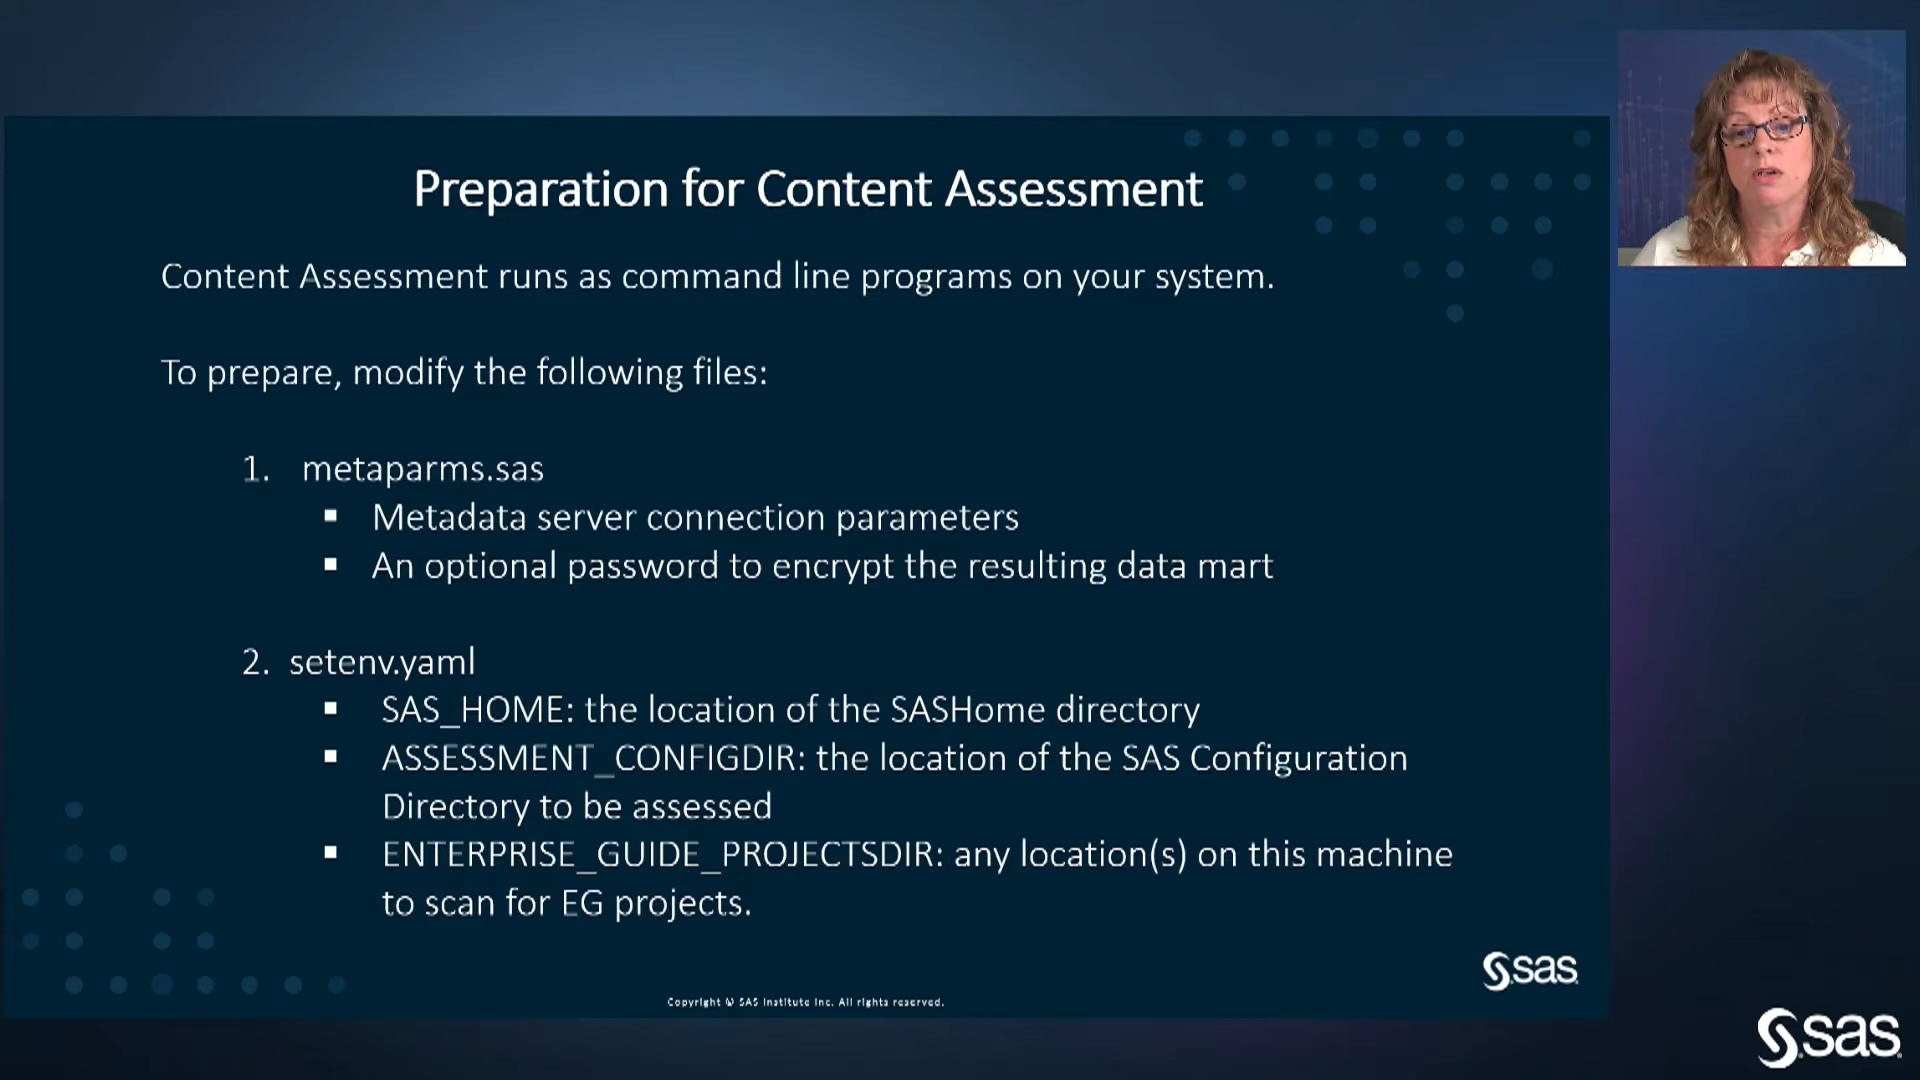 Preparation for Content Assessment
Content Assessment runs as command line programs on your system.
To prepare, modify the following files:
1. metaparms.sas
▪ Metadata server connection parameters
▪ An optional password to encrypt the resulting data mart
2. setenv.yaml
▪ SAS_HOME: the location of the SASHome directory
▪ ASSESSMENT_CONFIGDIR: the location of the SAS Configuration
Directory to be assessed
▪ ENTERPRISE_GUIDE_PROJECTSDIR: any location(s) on this machine
to scan for EG projects.
sas
Copyright © SAS Institute Inc. All rights reserved.
sas